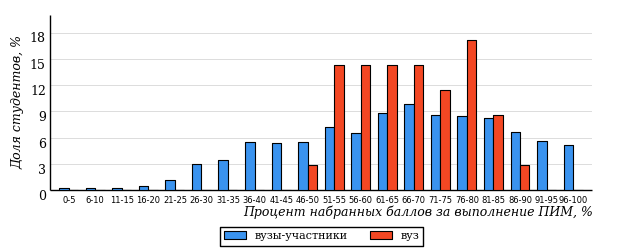 Доля студентов, %
18
15
12
9
6
3
0
0-5 6-10 11-15 16-20 21-25 26-30 31-35 36-40 41-45 46-50 51-55 56-60 61-65 66-70 71-75 76-80 81-85 86-90 91-95 96-100
Процент набранных баллов за выполнение ПИМ, %
вузы-участники вуз